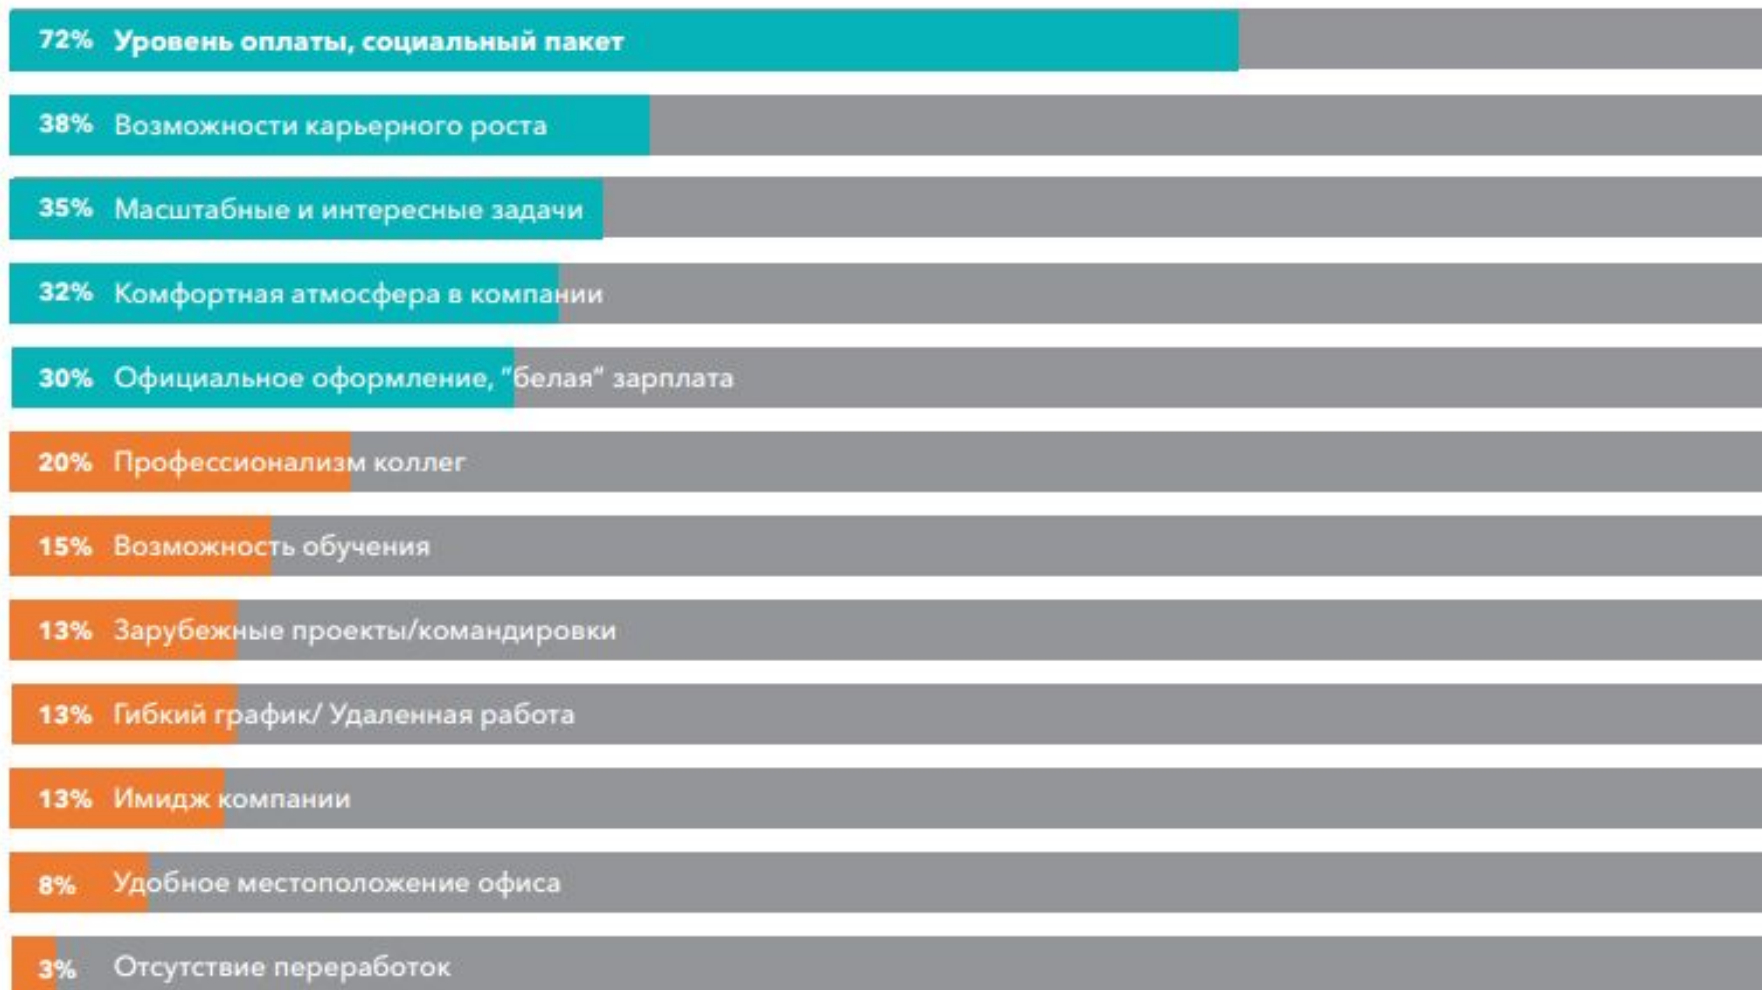 72% Уровень оплаты, социальный пакет
38% Возможности карьерного роста
35% Масштабные и интересные задачи
32% Комфортная атмосфера в компании
30% Официальное оформление, "белая" зарплата
20% Профессионализм коллег
15% Возможность обучения
13% Зарубежные проекты/командировки
13% Гибкий график/ Удаленная работа
13% Имидж компании
8% Удобное местоположение офиса
3% Отсутствие переработок